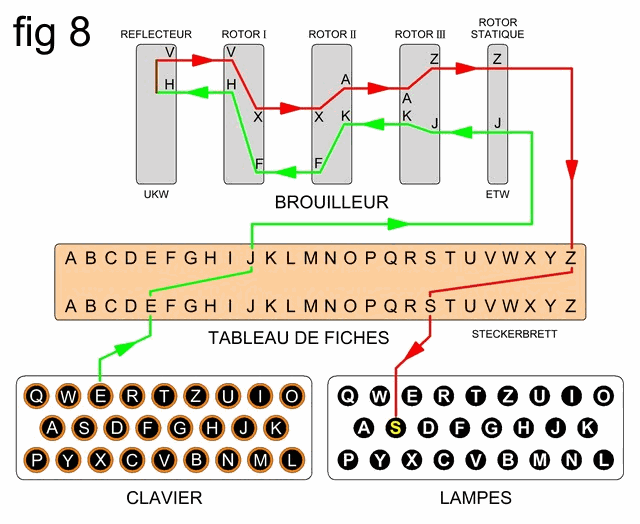 fig 8
REFLECTEUR ROTOR I ROTOR II ROTOR III ROTOR STATIQUE
V V Z Z
H H A A
X X K K J J
F F
UKW BROUILLEUR ETW
A B C D E F G H I J K L M N O P Q R S T U V W X Y Z
A B C D E F G H I J K L M N O P Q R S T U V W X Y Z
TABLEAU DE FICHES STECKERBRETT
Q W E R T Z U I O
A S D F G H J K
P Y X C V B N M L
CLAVIER
Q W E R T Z U I O
A S D F G H J K
P Y X C V B M N L
LAMPES